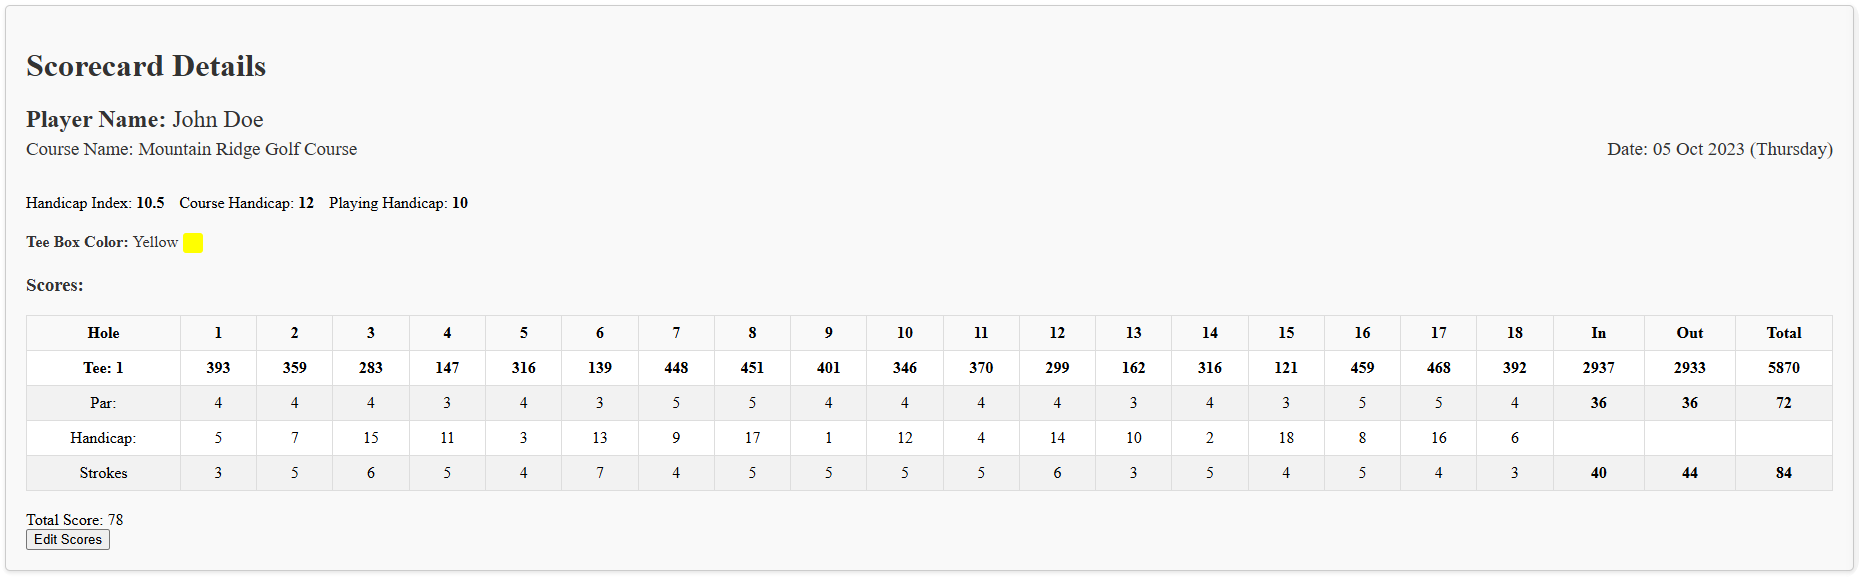 Scorecard Details
Player Name: John Doe
Course Name: Mountain Ridge Golf Course Date: 05 Oct 2023 (Thursday)
Handicap Index: 10.5 Course Handicap: 12 Playing Handicap: 10
Tee Box Color: Yellow
Scores:
Hole 1 2 3 4 5 6 7 8 9 10 11 12 13 14 15 16 17 18 In Out Total
Tee: 1 393 359 283 147 316 139 448 451 401 346 370 299 162 316 121 459 468 392 2937 2933 5870
Par: 4 4 4 3 4 3 5 5 4 4 4 4 3 4 3 5 5 4 36 36 72
Handicap: 5 7 15 11 3 13 9 17 1 12 4 14 10 2 18 8 16 6
Strokes 3 5 6 5 4 7 4 5 5 5 5 6 3 5 4 5 4 3 40 44 84
Total Score: 78
Edit Scores